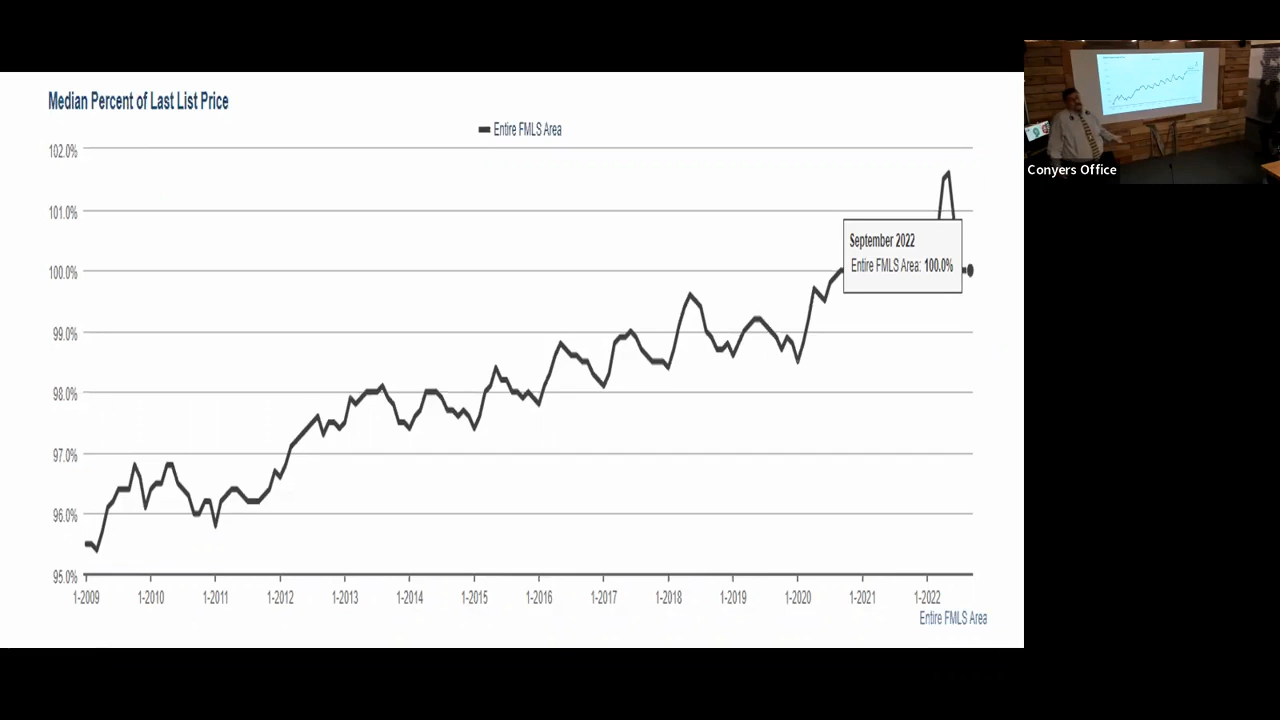 Median Percent of Last List Price
Entire FMLS Area
102.0%
101.0%
100.0%
99.0%
98.0%
97.0%
96.0%
95.0%
September 2022
Entire FMLS Area: 100.0%
1-2009 1-2010 1-2011 1-2012 1-2013 1-2014 1-2015 1-2016 1-2017 1-2018 1-2019 1-2020 1-2021 1-2022
Entire FMLS Area
Conyers Office